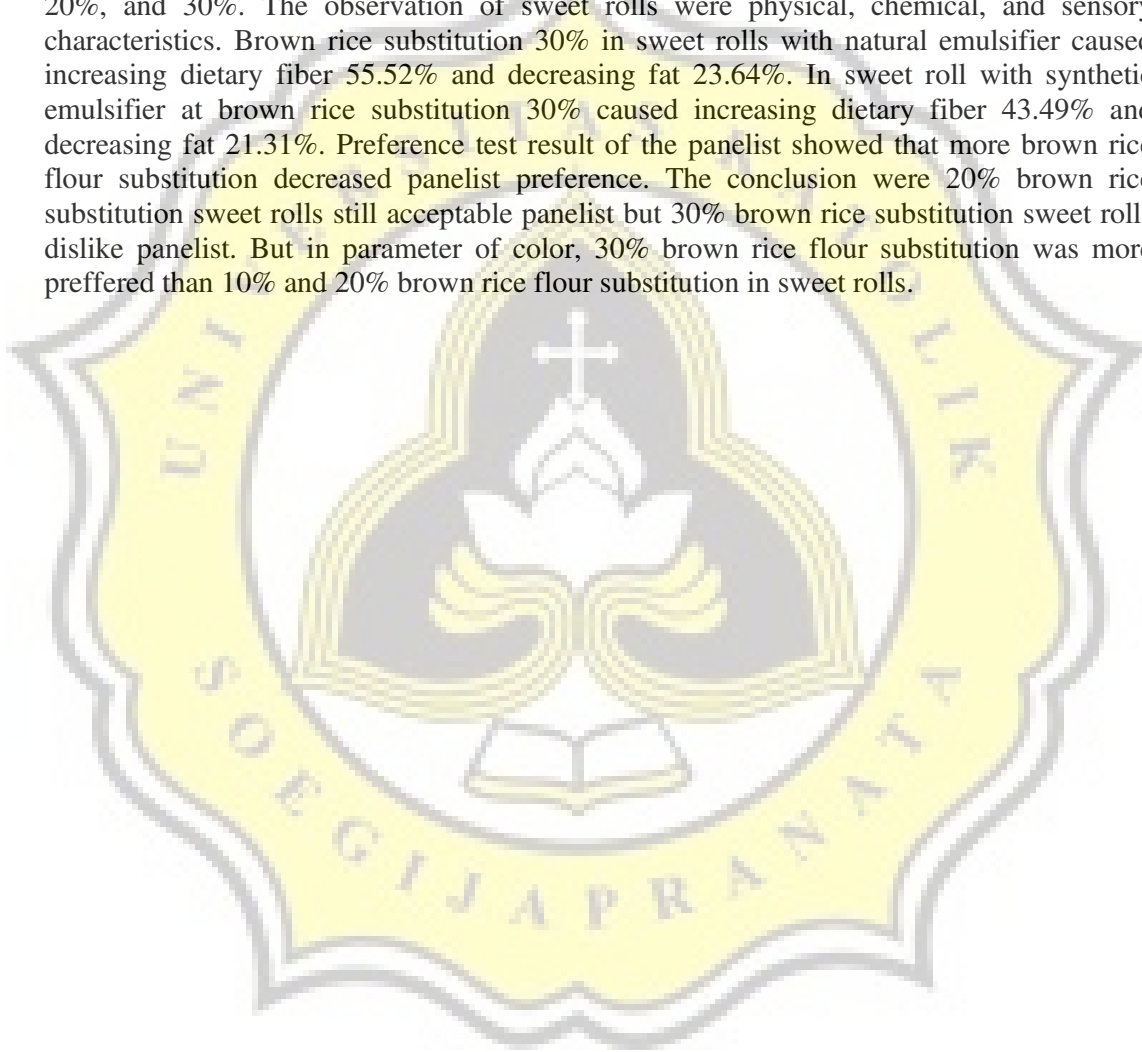 20%, and 30%. The observation of sweet rolls were physical, chemical, and sensory
characteristics. Brown rice substitution 30% in sweet rolls with natural emulsifier caused
increasing dietary fiber 55.52% and decreasing fat 23.64%. In sweet roll with synthetic
emulsifier at brown rice substitution 30% caused increasing dietary fiber 43.49% and
decreasing fat 21.31%. Preference test result of the panelist showed that more brown rice
flour substitution decreased panelist preference. The conclusion were 20% brown rice
substitution sweet rolls still acceptable panelist but 30% brown rice substitution sweet roll
dislike panelist. But in parameter of color, 30% brown rice flour substitution was more
preffered than 10% and 20% brown rice flour substitution in sweet rolls.
UNIVERSITAS KATOLIK
SOEGIJAPRANATA